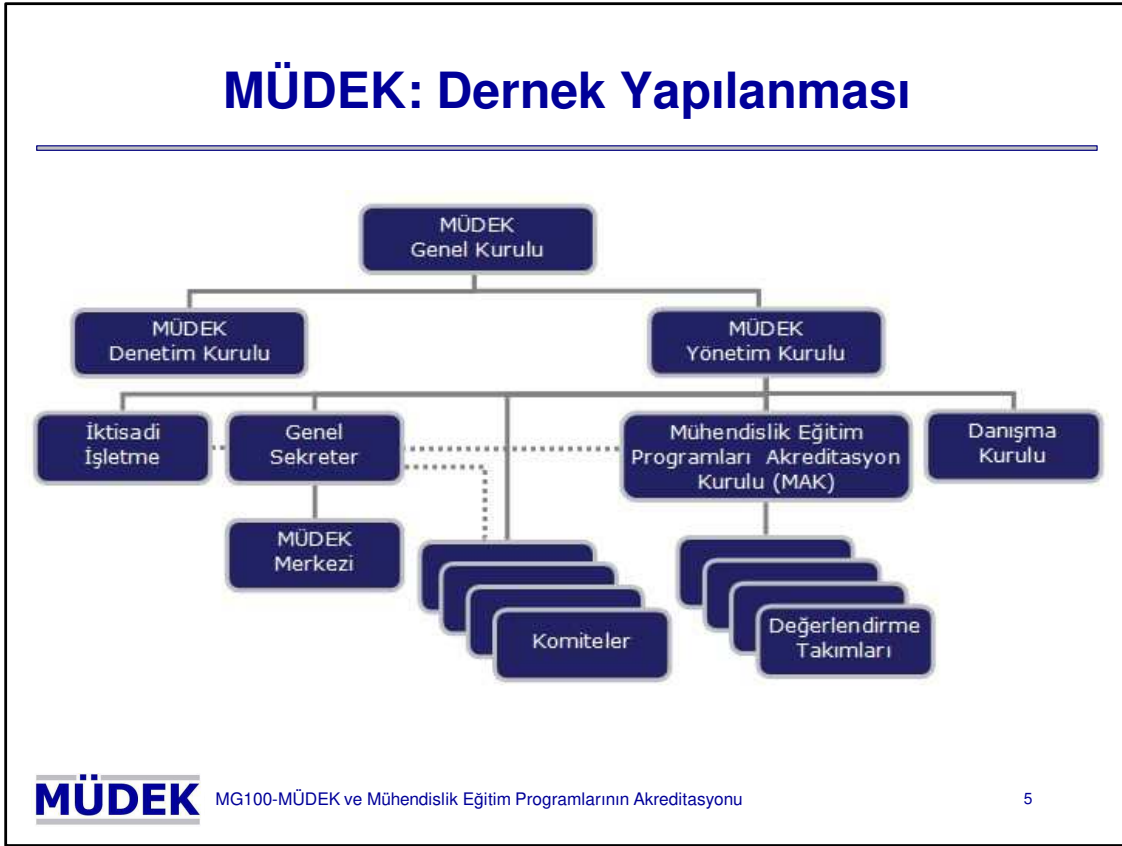 MÜDEK: Dernek Yapılanması
MÜDEK
Genel Kurulu
MÜDEK
Denetim Kurulu
MÜDEK
Yönetim Kurulu
İktisadi
İşletme
Genel
Sekreter
Mühendislik Eğitim
Programları Akreditasyon
Kurulu (MAK)
Danışma
Kurulu
MÜDEK
Merkezi
Komiteler
Değerlendirme
Takımları
MÜDEK
MG100-MÜDEK ve Mühendislik Eğitim Programlarının Akreditasyonu
5